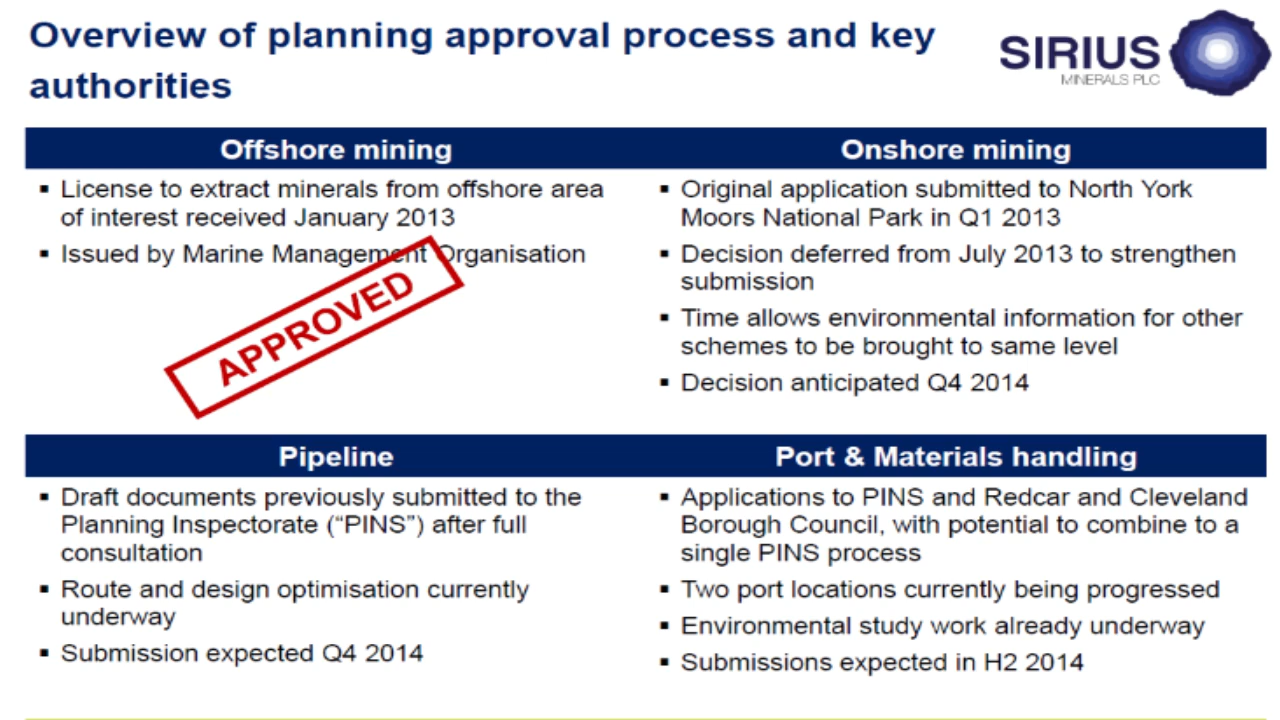 Overview of planning approval process and key
authorities
SIRIUS
MINERALS PLC
Offshore mining
▪ License to extract minerals from offshore area
of interest received January 2013
▪ Issued by Marine Management Organisation
APPROVED
Onshore mining
▪ Original application submitted to North York
Moors National Park in Q1 2013
▪ Decision deferred from July 2013 to strengthen
submission
▪ Time allows environmental information for other
schemes to be brought to same level
▪ Decision anticipated Q4 2014
Pipeline
▪ Draft documents previously submitted to the
Planning Inspectorate (“PINS”) after full
consultation
▪ Route and design optimisation currently
underway
▪ Submission expected Q4 2014
Port & Materials handling
▪ Applications to PINS and Redcar and Cleveland
Borough Council, with potential to combine to a
single PINS process
▪ Two port locations currently being progressed
▪ Environmental study work already underway
▪ Submissions expected in H2 2014